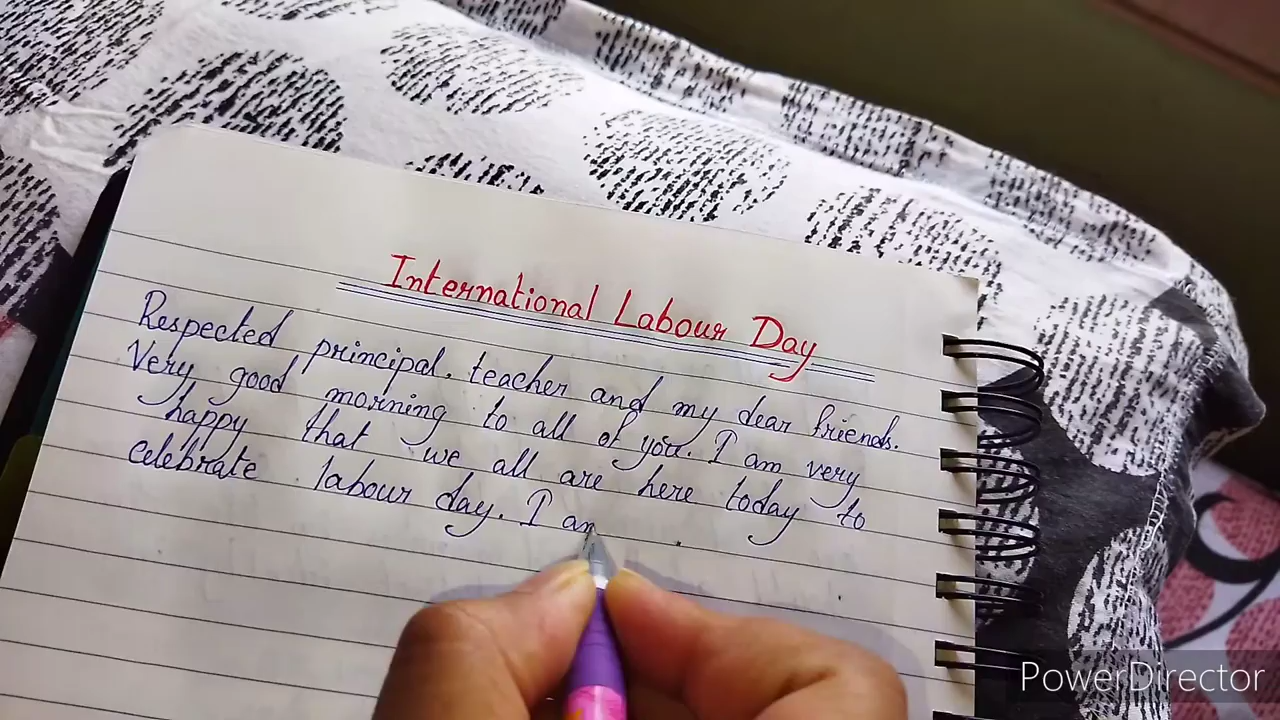 International Labour Day
Respected principal, teacher and my dear friends.
Very good morning to all of you. I am very
happy that we all are here today to
celebrate labour day. I am
PowerDirector